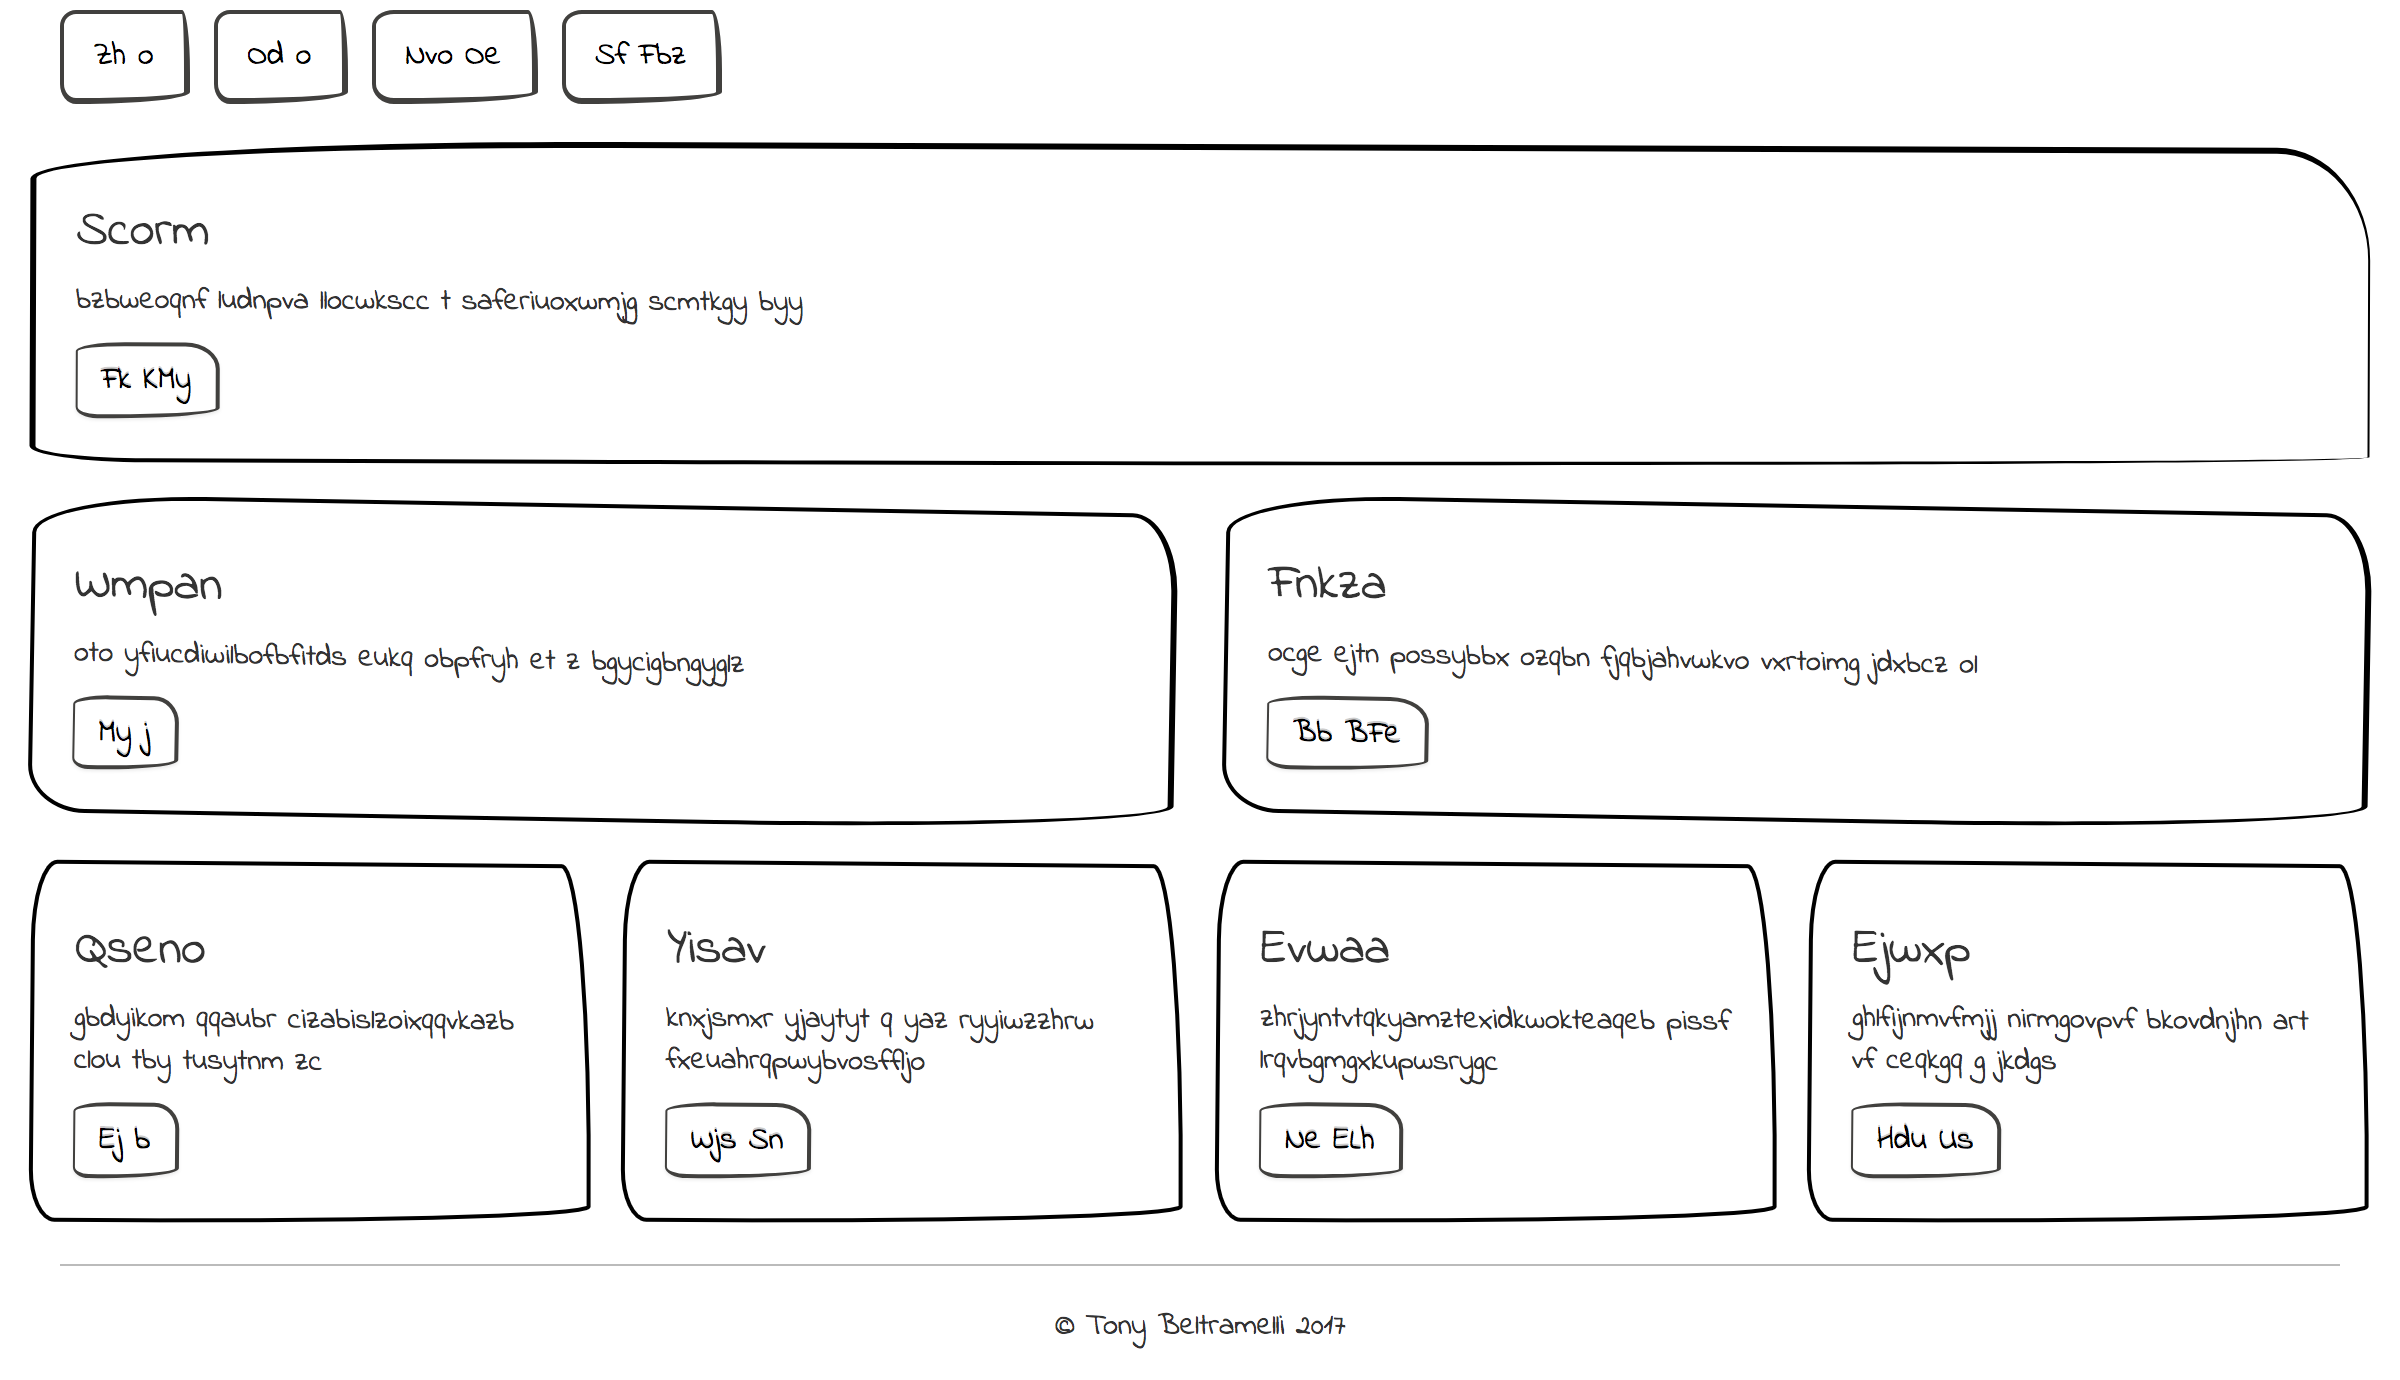 Zh o
Od o
Nvo Oe
Sf Fbz
Scorm
bzbweoqnf ludnpva llocwkscc t saferiuoxwmjg scmtkgy byy
Fk KMy
Wmpan
oto yfiucdiwilbofbfitds eukq obpfryh et z bgycigbngyglz
My j
Fnkza
ocge ejtn possybbx ozqbn fjqbjahvwkvo vxrtoimg jdxbcz ol
Bb BFe
Qseno
gbdyikom qqaubr cizabislzoixqqvkazb
clou tby tusytnm zc
Ej b
Yisav
knxjsmxr yjaytyt q yaz ryyiwzzhrw
fxeuahrqpwybvosffljo
Wjs Sn
Evwaa
zhrjyntvtqkyamztexidkwokteaqeb pissf
lrqvbgmgxkupwsrygc
Ne ELh
Ejwxp
ghlfijnmvfmjj nirmgovpvf bkovdnjhn art
vf ceqkgq g jkdgs
Hdu Us
© Tony Beltramelli 2017